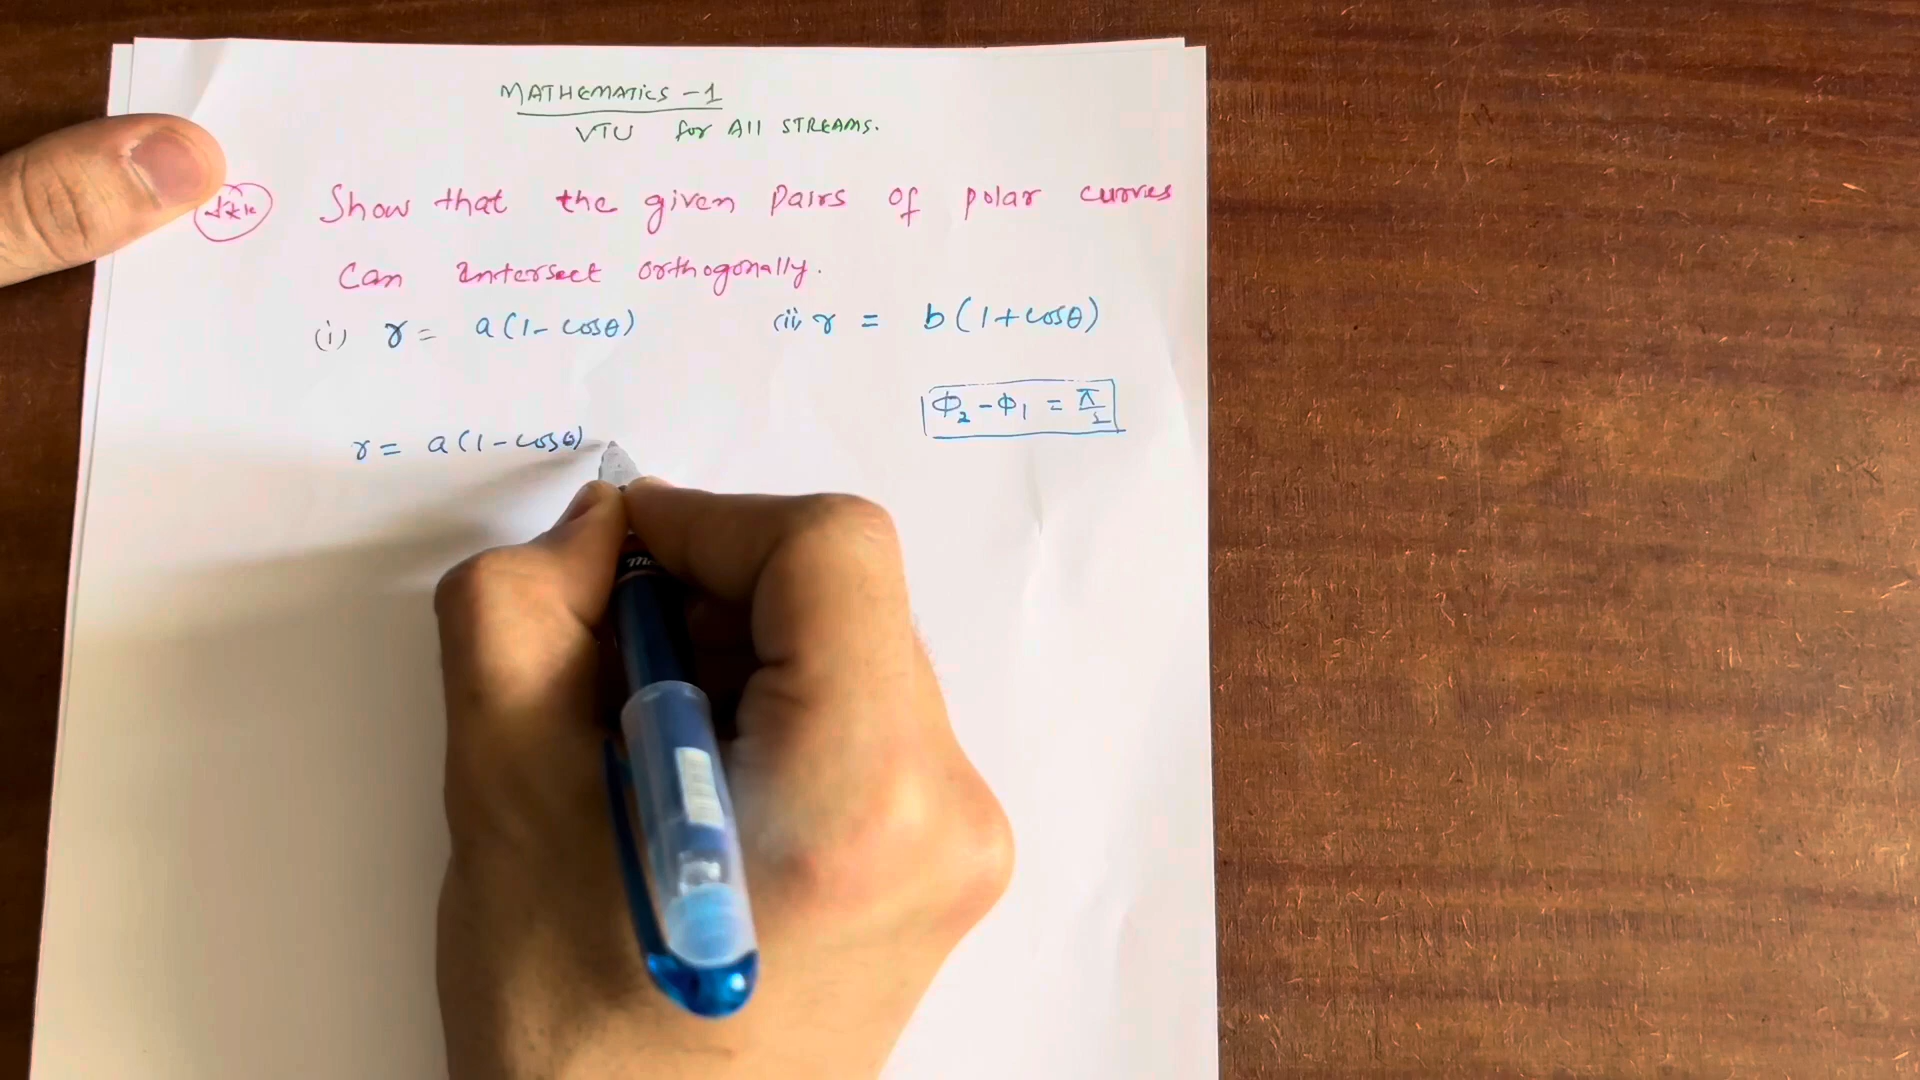 MATHEMATICS - 1
VTU for All STREAMS.
Show that the given Pairs of polar curves
Can intersect orthogonally.
(i) r = a(1 - cosθ) (ii) r = b(1 + cosθ)
Φ₂ - Φ₁ = π/2
r = a(1 - cosθ)